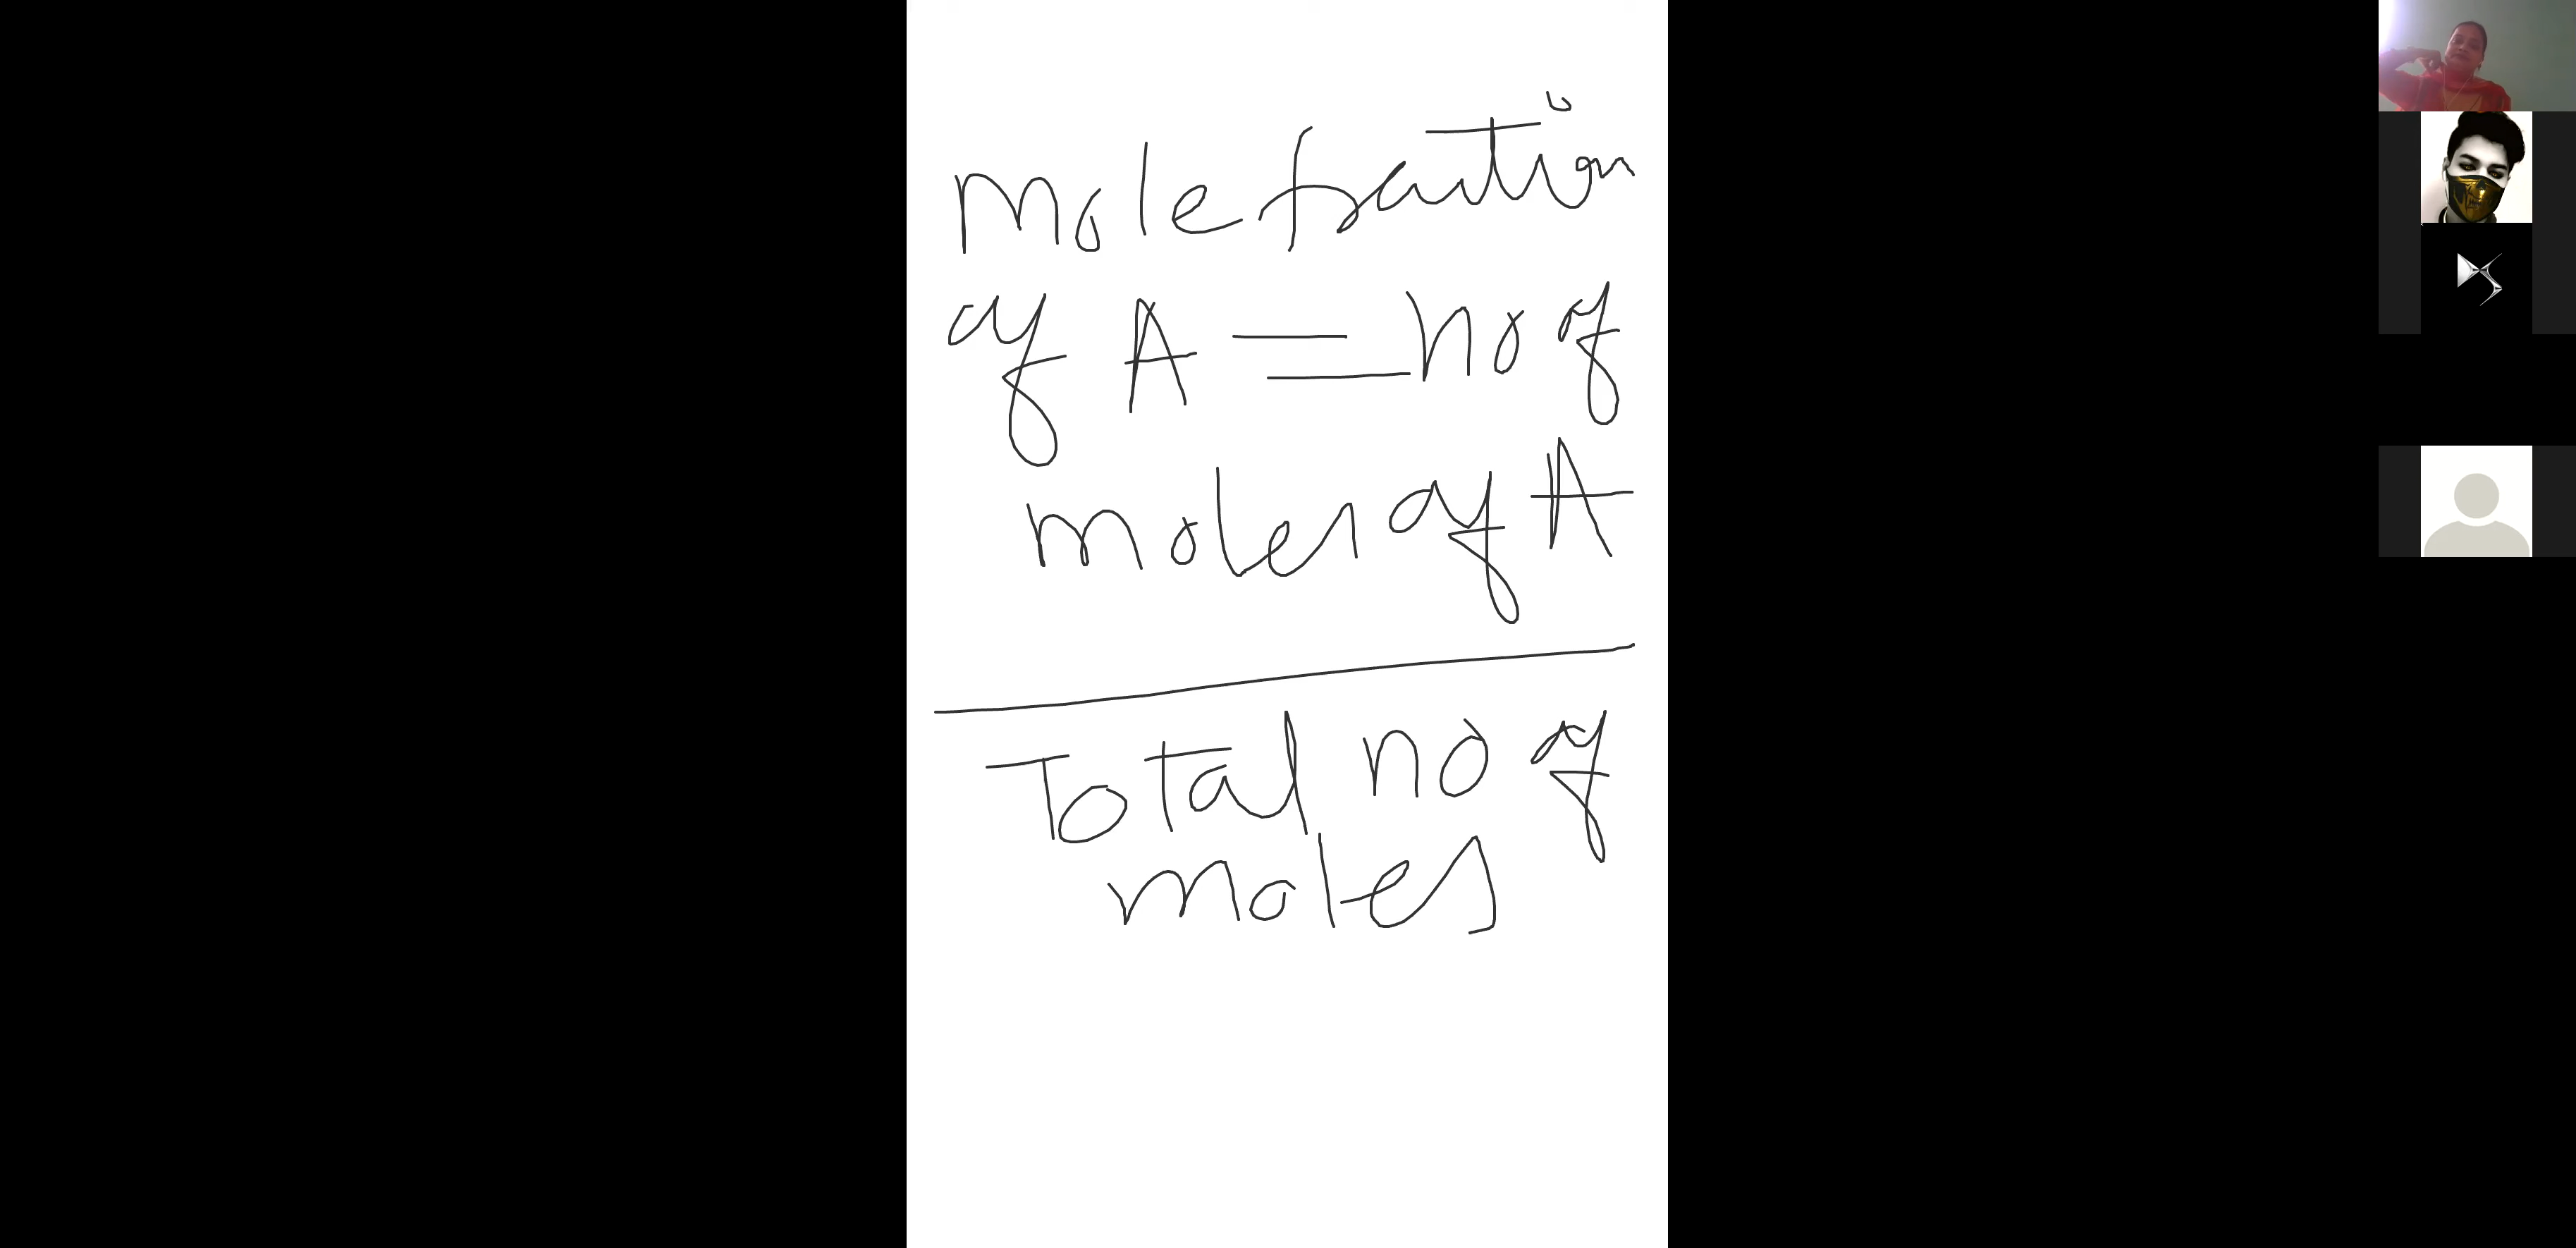 Mole fraction
of A = no of
moles of A
Total no of
moles